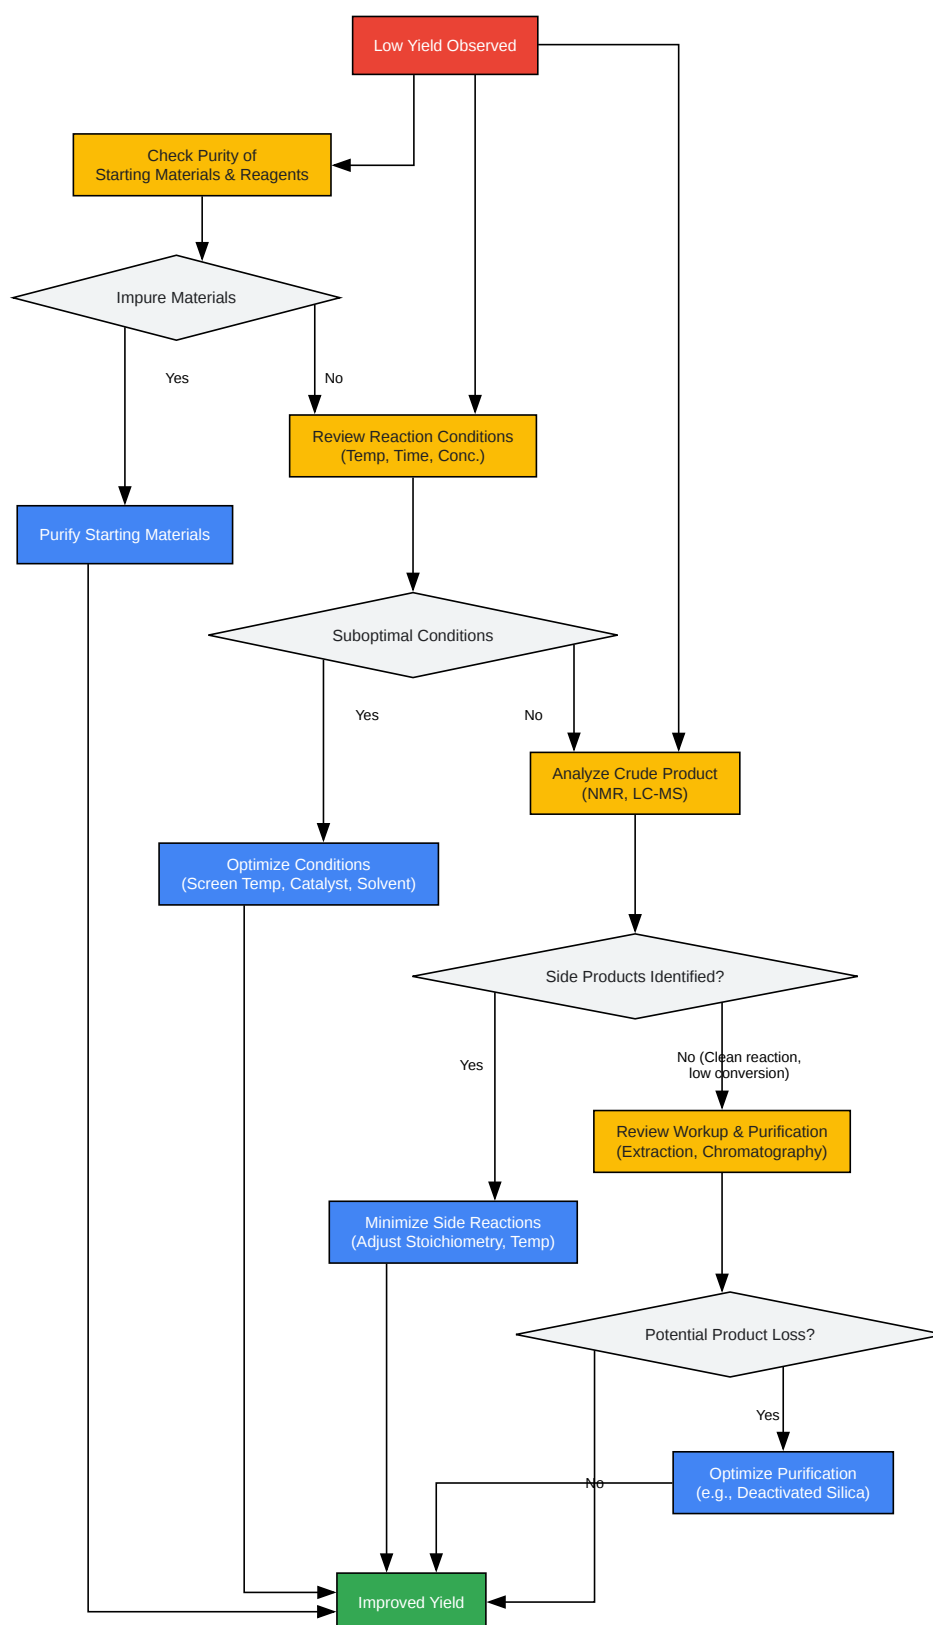 Low Yield Observed
Check Purity of
Starting Materials & Reagents
Impure Materials
Yes
No
Review Reaction Conditions
(Temp, Time, Conc.)
Purify Starting Materials
Suboptimal Conditions
Yes
No
Analyze Crude Product
(NMR, LC-MS)
Optimize Conditions
(Screen Temp, Catalyst, Solvent)
Side Products Identified?
Yes
No (Clean reaction,
low conversion)
Review Workup & Purification
(Extraction, Chromatography)
Minimize Side Reactions
(Adjust Stoichiometry, Temp)
Potential Product Loss?
Yes
Optimize Purification
(e.g., Deactivated Silica)
No
Improved Yield